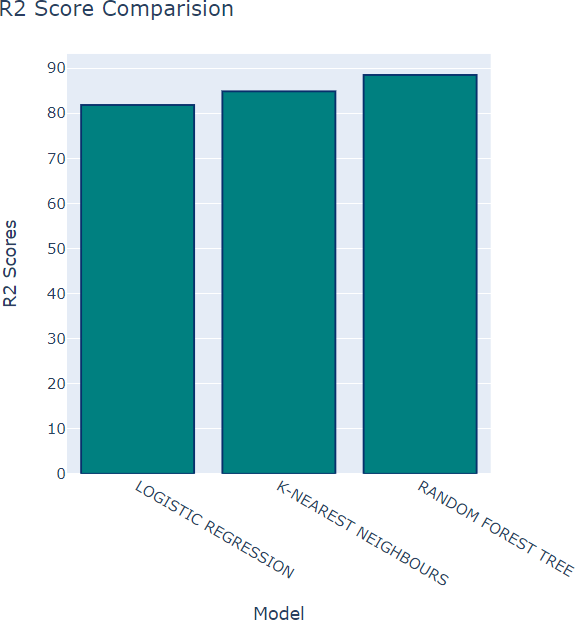 R2 Score Comparision
90
80
70
60
50
40
30
20
10
0
R2 Scores
LOGISTIC REGRESSION
K-NEAREST NEIGHBOURS
RANDOM FOREST TREE
Model